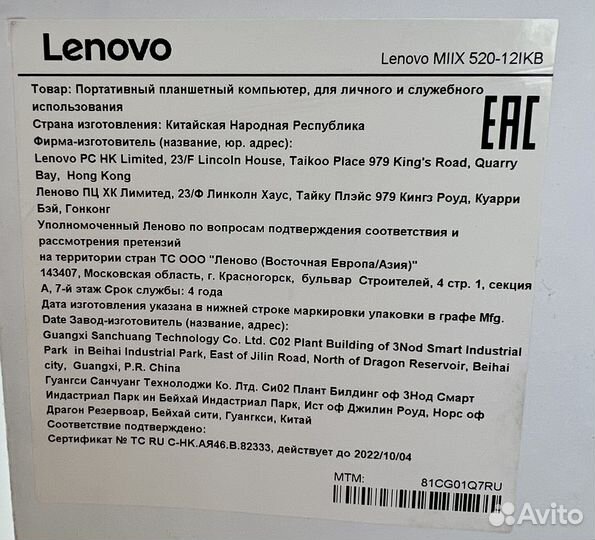 Lenovo
Lenovo MIIX 520-12IKB
Товар: Портативный планшетный компьютер, для личного и служебного
использования
EAC
Страна изготовления: Китайская Народная Республика
Фирма-изготовитель (название, юр. адрес):
Lenovo PC HK Limited, 23/F Lincoln House, Taikoo Place 979 King's Road, Quarry
Bay, Hong Kong
Леново ПЦ ХК Лимитед, 23/Ф Линколн Хаус, Тайку Плэйс 979 Кингз Роуд, Куарри
Бэй, Гонконг
Уполномоченный Леново по вопросам подтверждения соответствия и
рассмотрения претензий
на территории стран ТС ООО "Леново (Восточная Европа/Азия)"
143407, Московская область, г. Красногорск, бульвар Строителей, 4 стр. 1, секция
А, 7-й этаж Срок службы: 4 года
Дата изготовления указана в нижней строке маркировки упаковки в графе Mfg.
Date Завод-изготовитель (название, адрес):
Guangxi Sanchuang Technology Co. Ltd. C02 Plant Building of 3Nod Smart Industrial
Park in Beihai Industrial Park, East of Jilin Road, North of Dragon Reservoir, Beihai
city, Guangxi, P.R. China
Гуангси Санчуанг Технолоджи Ко. Лтд. Си02 Плант Билдинг оф 3Нод Смарт
Индастриал Парк ин Бейхай Индастриал Парк, Ист оф Джилин Роуд, Норс оф
Драгон Резервоар, Бейхай сити, Гуангкси, Китай
Соответствие подтверждено:
Сертификат № ТС RU C-HK.АЯ46.B.82333, действует до 2022/10/04
MTM: 81CG01Q7RU
Avito